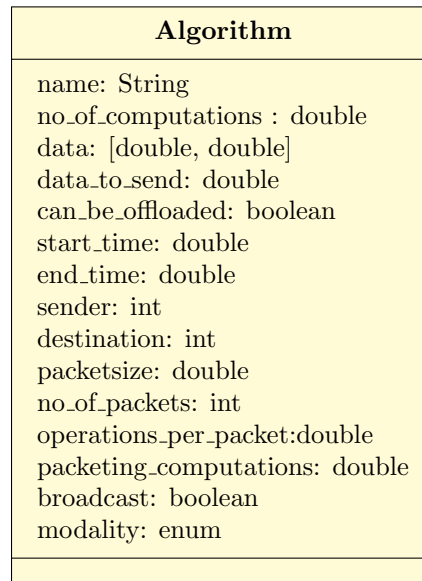 Algorithm
name: String
no_of_computations : double
data: [double, double]
data_to_send: double
can_be_offloaded: boolean
start_time: double
end_time: double
sender: int
destination: int
packetsize: double
no_of_packets: int
operations_per_packet:double
packeting_computations: double
broadcast: boolean
modality: enum